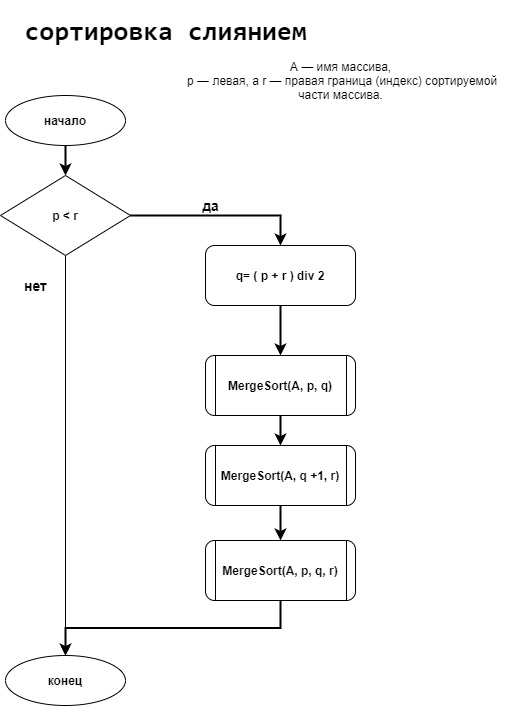 сортировка слиянием
A — имя массива,
p — левая, а r — правая граница (индекс) сортируемой
части массива.
начало
p < r
да
нет
q= ( p + r ) div 2
MergeSort(A, p, q)
MergeSort(A, q +1, r)
MergeSort(A, p, q, r)
конец